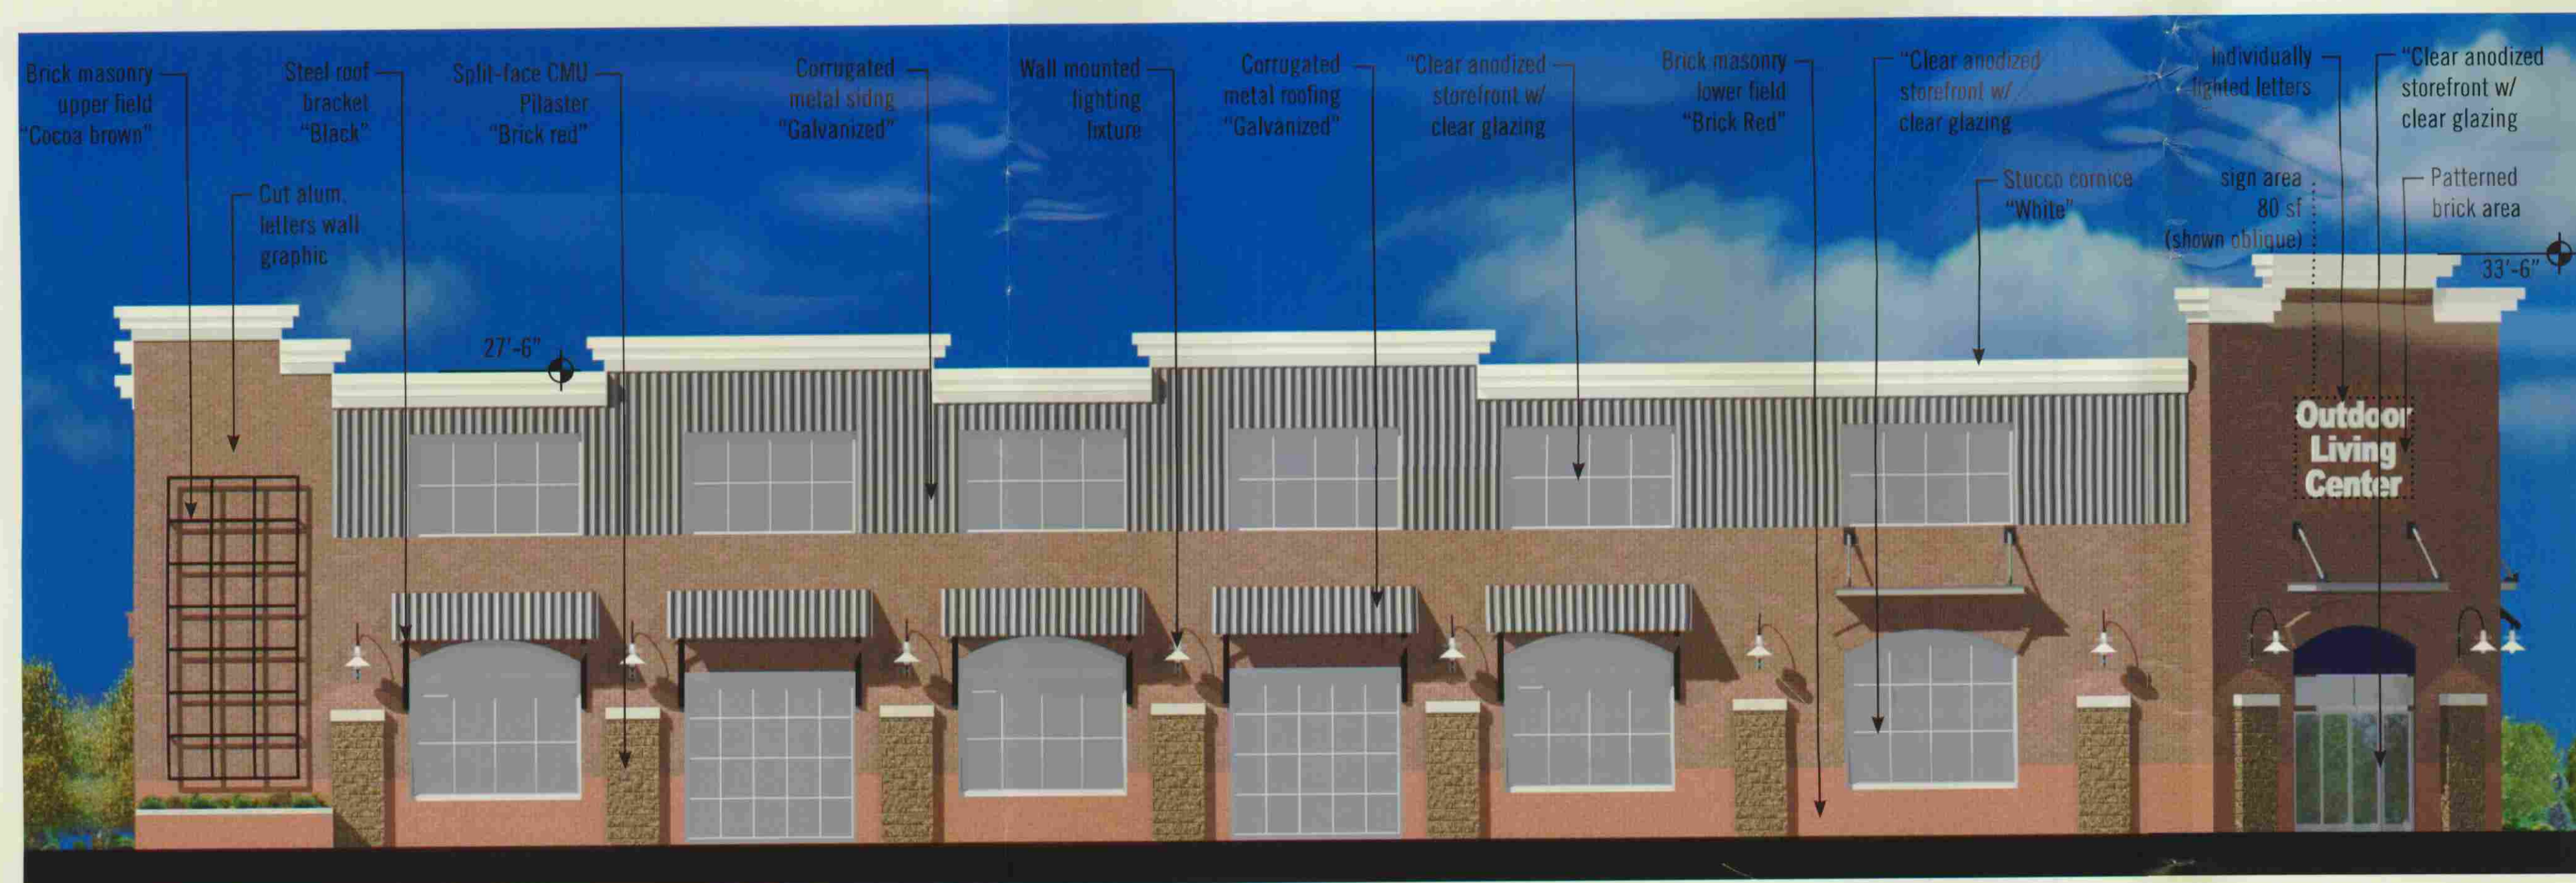 Brick masonry
upper field
"Cocoa brown"
Steel roof
bracket
"Black"
Split-face CMU
Pilaster
"Brick red"
Corrugated
metal sidng
"Galvanized"
Wall mounted
lighting
fixture
Corrugated
metal roofing
"Galvanized"
"Clear anodized
storefront w/
clear glazing
Brick masonry
lower field
"Brick Red"
"Clear anodized
storefront w/
clear glazing
Individually
lighted letters
"Clear anodized
storefront w/
clear glazing
Cut alum.
letters wall
graphic
Stucco cornice
"White"
sign area
80 sf
(shown oblique)
Patterned
brick area
33'-6"
27'-6"
Outdoor
Living
Center